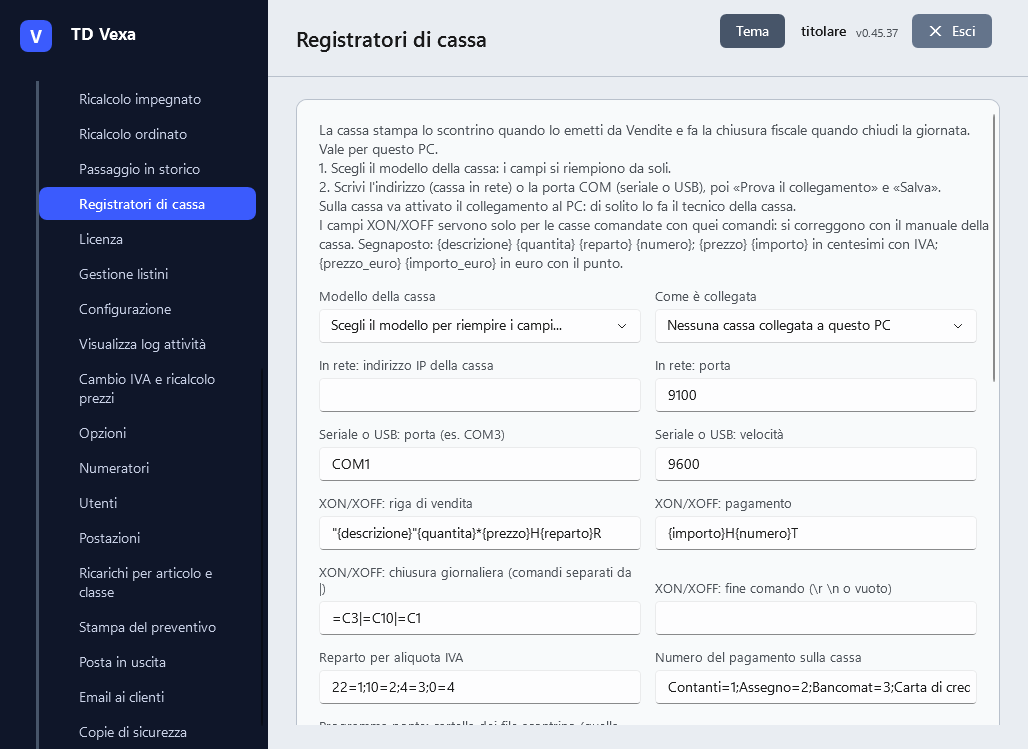 V
TD Vexa
Ricalcolo impegnato
Ricalcolo ordinato
Passaggio in storico
Registratori di cassa
Licenza
Gestione listini
Configurazione
Visualizza log attività
Cambio IVA e ricalcolo
prezzi
Opzioni
Numeratori
Utenti
Postazioni
Ricarichi per articolo e
classe
Stampa del preventivo
Posta in uscita
Email ai clienti
Copie di sicurezza
Registratori di cassa
Tema
titolare v0.45.37
Esci
La cassa stampa lo scontrino quando lo emetti da Vendite e fa la chiusura fiscale quando chiudi la giornata.
Vale per questo PC.
1. Scegli il modello della cassa: i campi si riempiono da soli.
2. Scrivi l'indirizzo (cassa in rete) o la porta COM (seriale o USB), poi «Prova il collegamento» e «Salva».
Sulla cassa va attivato il collegamento al PC: di solito lo fa il tecnico della cassa.
I campi XON/XOFF servono solo per le casse comandate con quei comandi: si correggono con il manuale della
cassa. Segnaposto: {descrizione} {quantita} {reparto} {numero}; {prezzo} {importo} in centesimi con IVA;
{prezzo_euro} {importo_euro} in euro con il punto.
Modello della cassa
Scegli il modello per riempire i campi...
Come è collegata
Nessuna cassa collegata a questo PC
In rete: indirizzo IP della cassa
In rete: porta
9100
Seriale o USB: porta (es. COM3)
COM1
Seriale o USB: velocità
9600
XON/XOFF: riga di vendita
"{descrizione}"{quantita}*{prezzo}H{reparto}R
XON/XOFF: pagamento
{importo}H{numero}T
XON/XOFF: chiusura giornaliera (comandi separati da
|)
=C3|=C10|=C1
XON/XOFF: fine comando (\r \n o vuoto)
Reparto per aliquota IVA
22=1;10=2;4=3;0=4
Numero del pagamento sulla cassa
Contanti=1;Assegno=2;Bancomat=3;Carta di cred